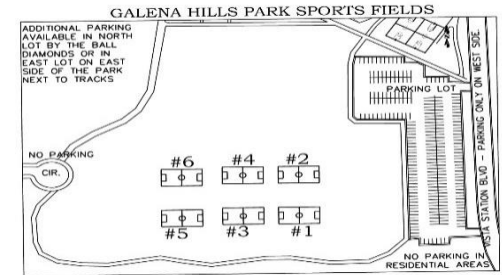 GALENA HILLS PARK SPORTS FIELDS
ADDITIONAL PARKING
AVAILABLE IN NORTH
LOT BY THE BALL
DIAMONDS OR IN
EAST LOT ON EAST
SIDE OF THE PARK
NEXT TO TRACKS
PARKING LOT
NO PARKING
CIR.
#6 #4 #2
#5 #3 #1
VISTA STATION BLVD - PARKING ONLY ON WEST SIDE
NO PARKING IN
RESIDENTIAL AREAS